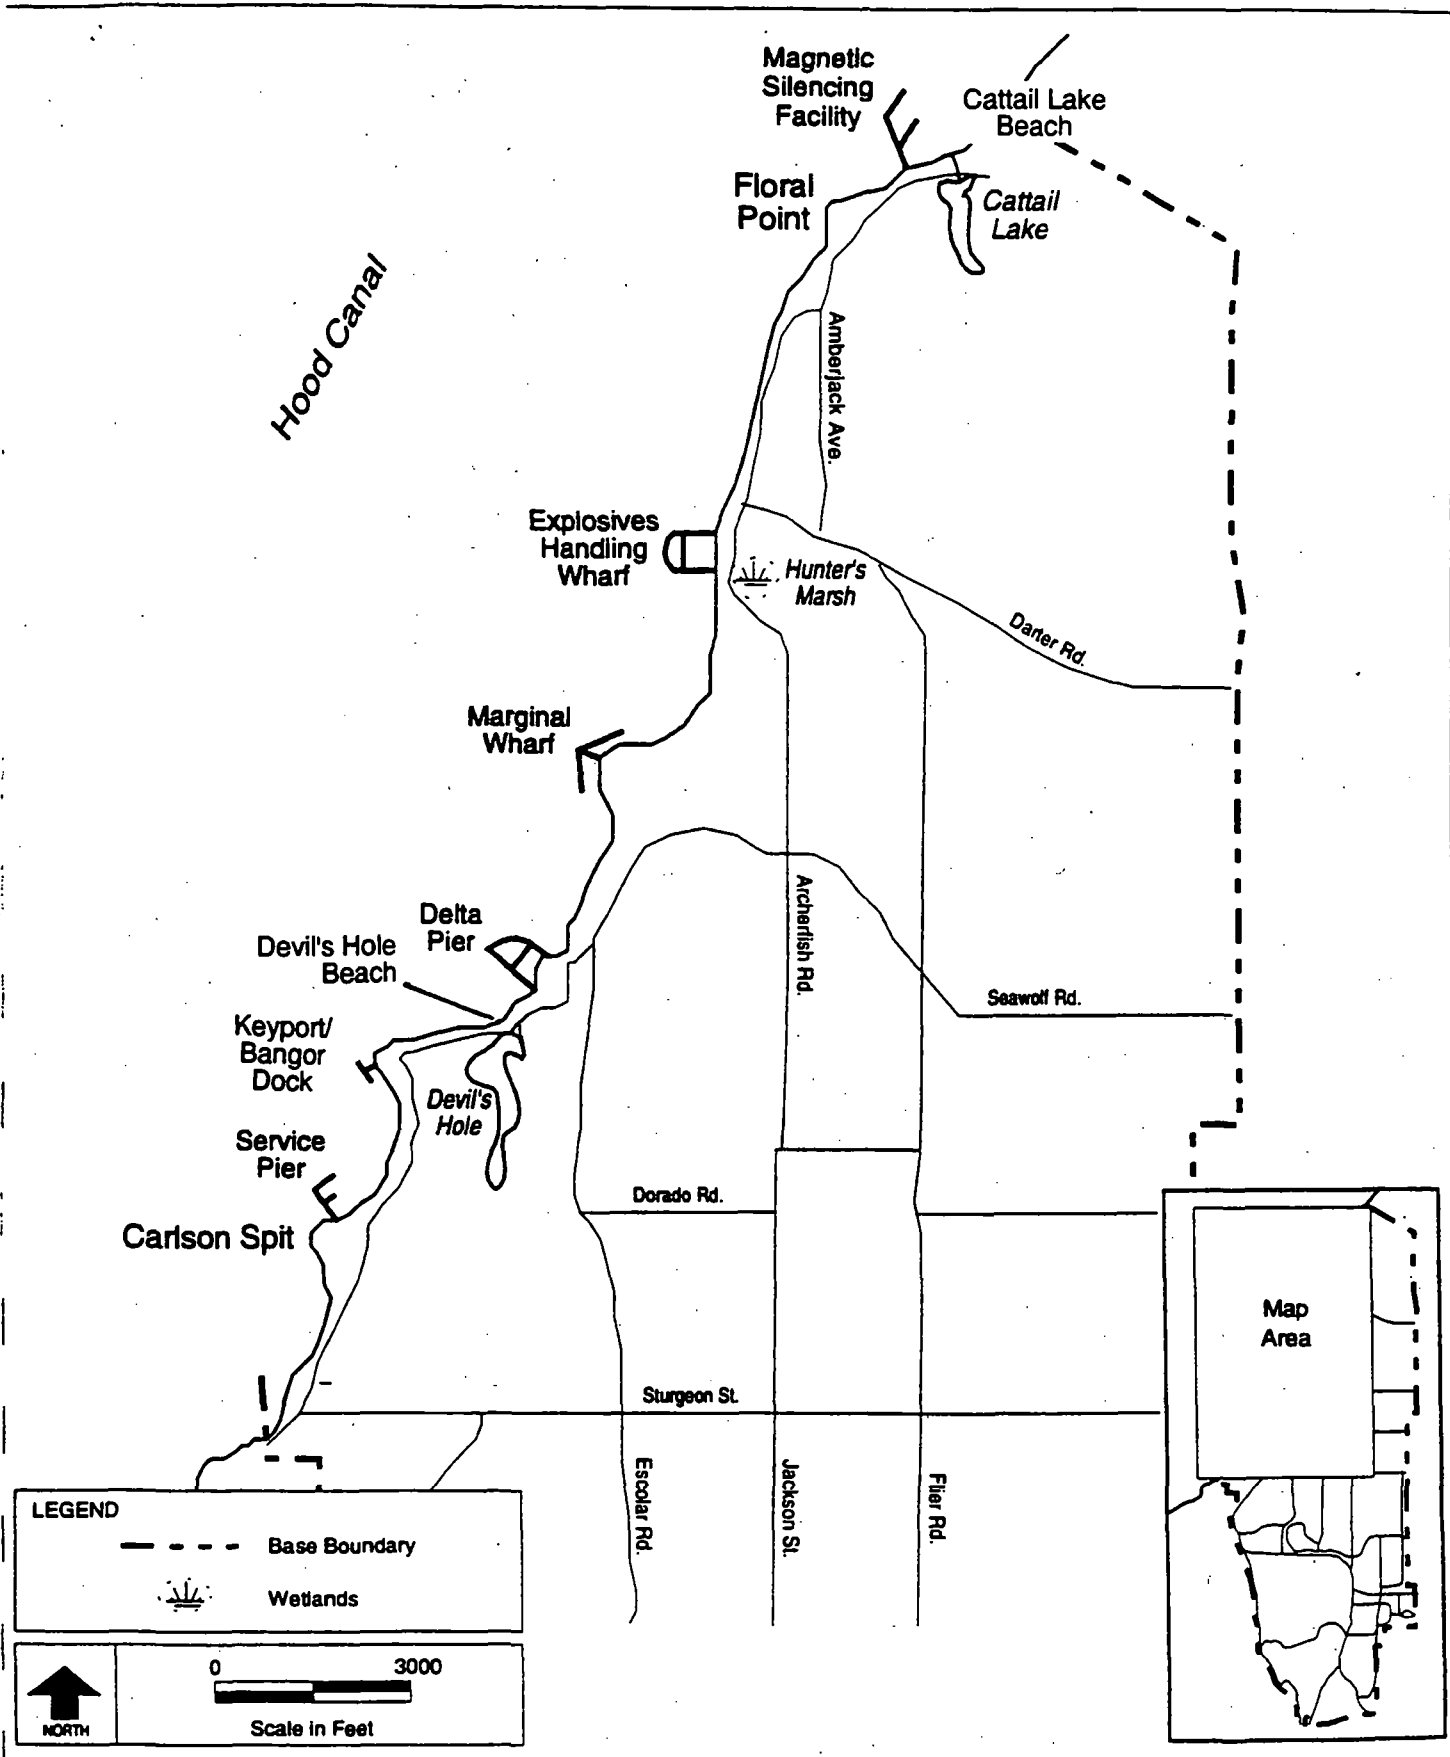 Magnetic
Silencing
Facility
Cattail Lake
Beach
Floral
Point
Cattail
Lake
Hood Canal
Amberjack Ave.
Explosives
Handling
Wharf
Hunter's
Marsh
Darter Rd.
Marginal
Wharf
Archerfish Rd.
Delta
Pier
Devil's Hole
Beach
Seawolf Rd.
Keyport/
Bangor
Dock
Devil's
Hole
Service
Pier
Dorado Rd.
Carlson Spit
Map
Area
Sturgeon St.
Escolar Rd.
Jackson St.
Flier Rd.
LEGEND
Base Boundary
Wetlands
NORTH
0 3000
Scale in Feet